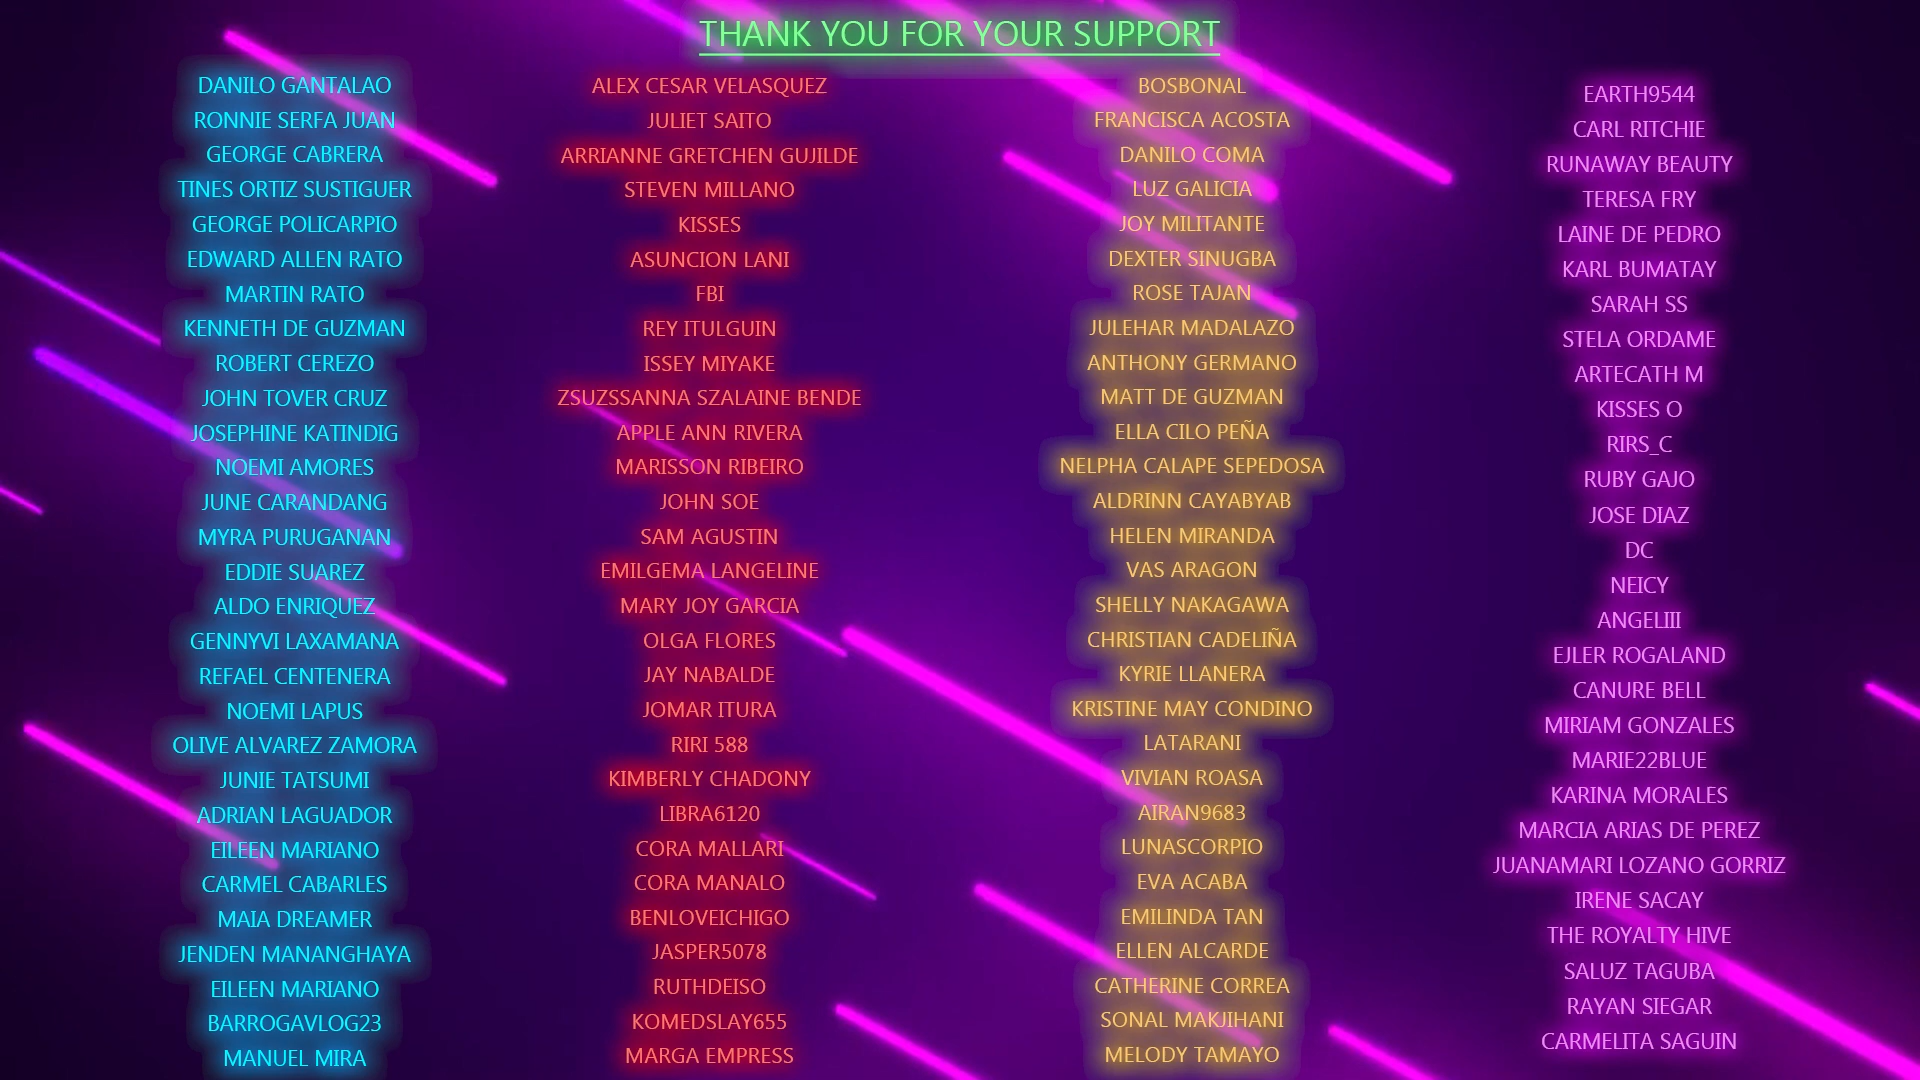 THANK YOU FOR YOUR SUPPORT
DANILO GANTALAO
RONNIE SERFA JUAN
GEORGE CABRERA
TINES ORTIZ SUSTIGUER
GEORGE POLICARPIO
EDWARD ALLEN RATO
MARTIN RATO
KENNETH DE GUZMAN
ROBERT CEREZO
JOHN TOVER CRUZ
JOSEPHINE KATINDIG
NOEMI AMORES
JUNE CARANDANG
MYRA PURUGANAN
EDDIE SUAREZ
ALDO ENRIQUEZ
GENNYVI LAXAMANA
REFAEL CENTENERA
NOEMI LAPUS
OLIVE ALVAREZ ZAMORA
JUNIE TATSUMI
ADRIAN LAGUADOR
EILEEN MARIANO
CARMEL CABARLES
MAIA DREAMER
JENDEN MANANGHAYA
EILEEN MARIANO
BARROGAVLOG23
MANUEL MIRA
ALEX CESAR VELASQUEZ
JULIET SAITO
ARRIANNE GRETCHEN GUJILDE
STEVEN MILLANO
KISSES
ASUNCION LANI
FBI
REY ITULGUIN
ISSEY MIYAKE
ZSUZSSANNA SZALAINE BENDE
APPLE ANN RIVERA
MARISSON RIBEIRO
JOHN SOE
SAM AGUSTIN
EMILGEMA LANGELINE
MARY JOY GARCIA
OLGA FLORES
JAY NABALDE
JOMAR ITURA
RIRI 588
KIMBERLY CHADONY
LIBRA6120
CORA MALLARI
CORA MANALO
BENLOVEICHIGO
JASPER5078
RUTHDEISO
KOMEDSLAY655
MARGA EMPRESS
BOSBONAL
FRANCISCA ACOSTA
DANILO COMA
LUZ GALICIA
JOY MILITANTE
DEXTER SINUGBA
ROSE TAJAN
JULEHAR MADALAZO
ANTHONY GERMANO
MATT DE GUZMAN
ELLA CILO PEÑA
NELPHA CALAPE SEPEDOSA
ALDRINN CAYABYAB
HELEN MIRANDA
VAS ARAGON
SHELLY NAKAGAWA
CHRISTIAN CADELIÑA
KYRIE LLANERA
KRISTINE MAY CONDINO
LATARANI
VIVIAN ROASA
AIRAN9683
LUNASCORPIO
EVA ACABA
EMILINDA TAN
ELLEN ALCARDE
CATHERINE CORREA
SONAL MAKJIHANI
MELODY TAMAYO
EARTH9544
CARL RITCHIE
RUNAWAY BEAUTY
TERESA FRY
LAINE DE PEDRO
KARL BUMATAY
SARAH SS
STELA ORDAME
ARTECATH M
KISSES O
RIRS_C
RUBY GAJO
JOSE DIAZ
DC
NEICY
ANGELIII
EJLER ROGALAND
CANURE BELL
MIRIAM GONZALES
MARIE22BLUE
KARINA MORALES
MARCIA ARIAS DE PEREZ
JUANAMARI LOZANO GORRIZ
IRENE SACAY
THE ROYALTY HIVE
SALUZ TAGUBA
RAYAN SIEGAR
CARMELITA SAGUIN